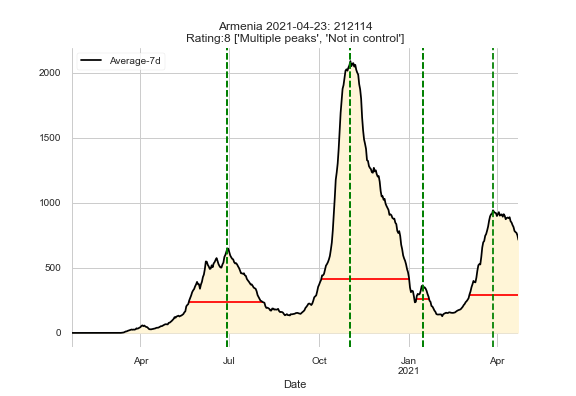 Armenia 2021-04-23: 212114
Rating:8 ['Multiple peaks', 'Not in control']
Average-7d
2000
1500
1000
500
0
Apr Jul Oct Jan Apr
2021
Date